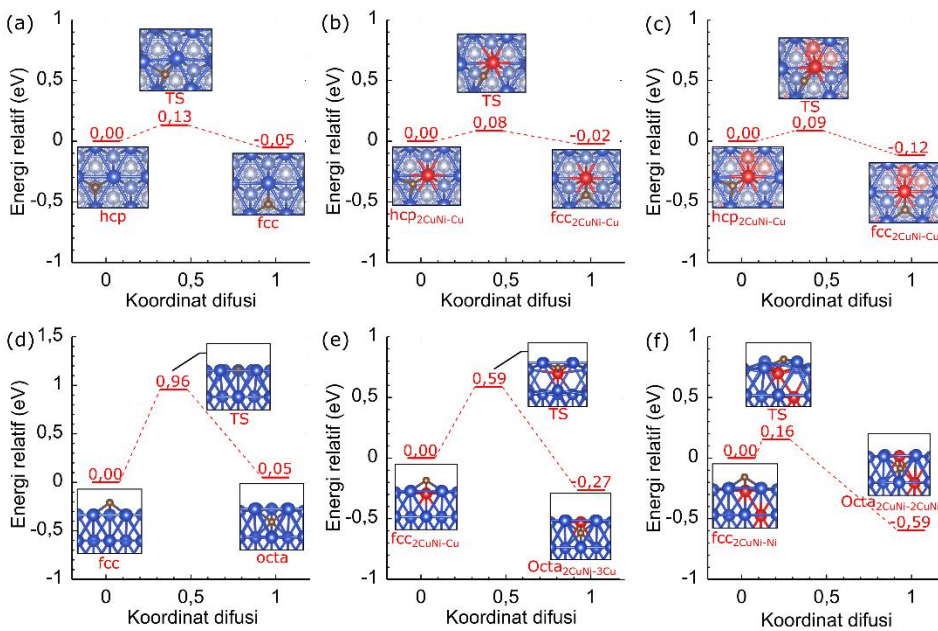 (a)
Energi relatif (eV)
1
0,5
0
-0,5
-1
TS
0,13
0,00
-0,05
hcp
fcc
0 0,5 1
Koordinat difusi
(b)
Energi relatif (eV)
1
0,5
0
-0,5
-1
TS
0,08
0,00
-0,02
hcp2CuNi-Cu
fcc2CuNi-Cu
0 0,5 1
Koordinat difusi
(c)
Energi relatif (eV)
1
0,5
0
-0,5
-1
TS
0,09
0,00
-0,12
hcp2CuNi-Cu
fcc2CuNi-Cu
0 0,5 1
Koordinat difusi
(d)
Energi relatif (eV)
1,5
1
0,5
0
-0,5
-1
0,96
TS
0,00
0,05
fcc
octa
0 0,5 1
Koordinat difusi
(e)
Energi relatif (eV)
1
0,5
0
-0,5
-1
0,59
TS
0,00
-0,27
fcc2CuNi-Cu
Octa2CuNi-3Cu
0 0,5 1
Koordinat difusi
(f)
Energi relatif (eV)
1
0,5
0
-0,5
-1
TS
0,16
0,00
Octa2CuNi-2CuNi
-0,59
fcc2CuNi-Ni
0 0,5 1
Koordinat difusi